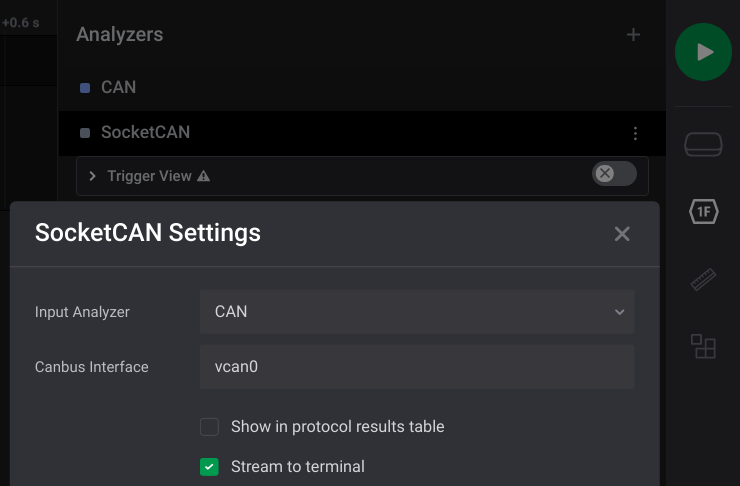 +0.6 s
Analyzers
CAN
SocketCAN
Trigger View
1F
SocketCAN Settings
Input Analyzer
CAN
Canbus Interface
vcan0
Show in protocol results table
Stream to terminal